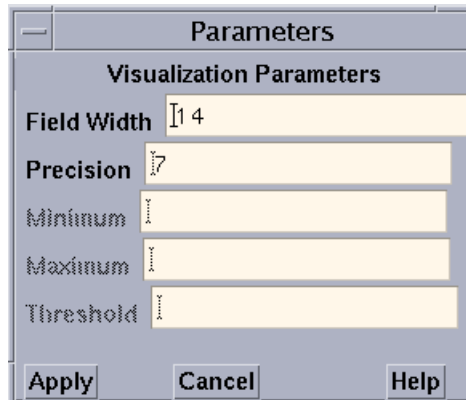 Parameters
Visualization Parameters
Field Width 14
Precision 7
Minimum
Maximum
Threshold
Apply Cancel Help